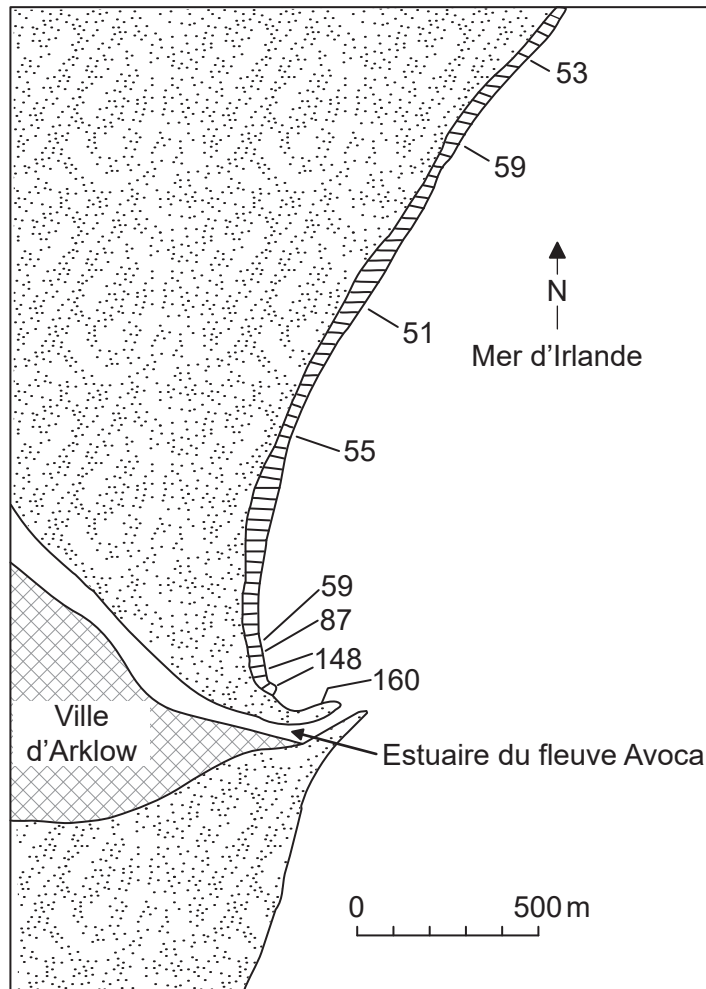 53
59
N
51
Mer d'Irlande
55
59
87
148
160
Ville
d'Arklow
Estuaire du fleuve Avoca
0 500 m